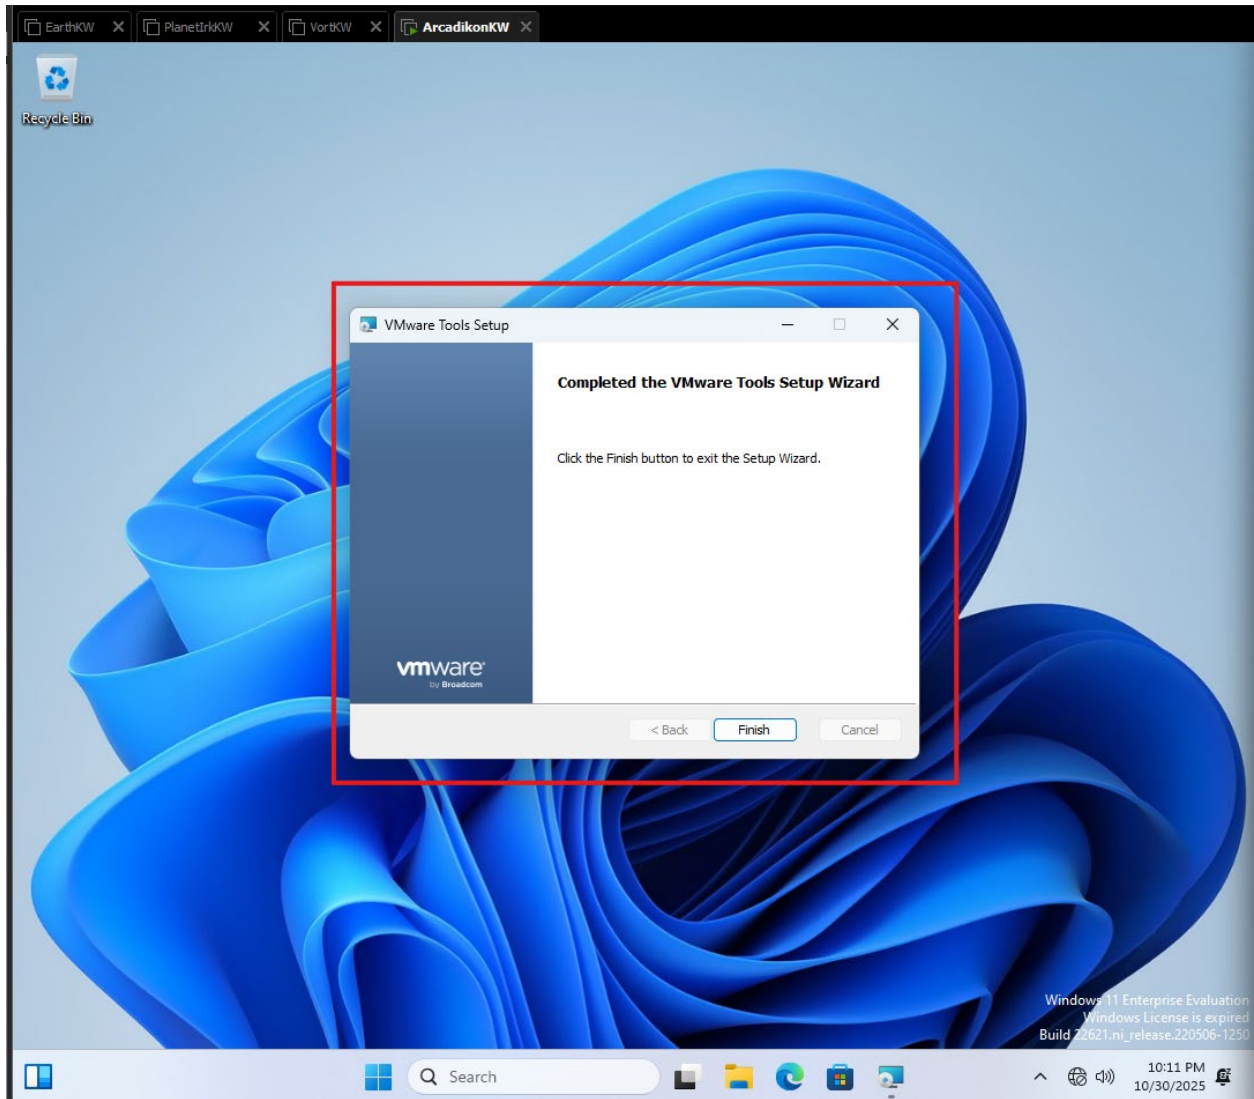 EarthKW
PlanetIrkKW
VortKW
ArcadikonKW
Recycle Bin
VMware Tools Setup
Completed the VMware Tools Setup Wizard
Click the Finish button to exit the Setup Wizard.
vmware
by Broadcom
< Back
Finish
Cancel
Windows 11 Enterprise Evaluation
Windows License is expired
Build 22621.ni_release.220506-1250
Search
10:11 PM
10/30/2025